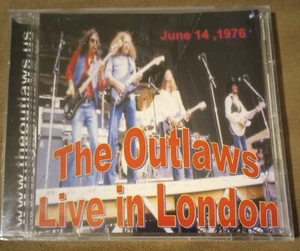 June 14 ,1976
The Outlaws
Live in London
www.theoutlaws.us